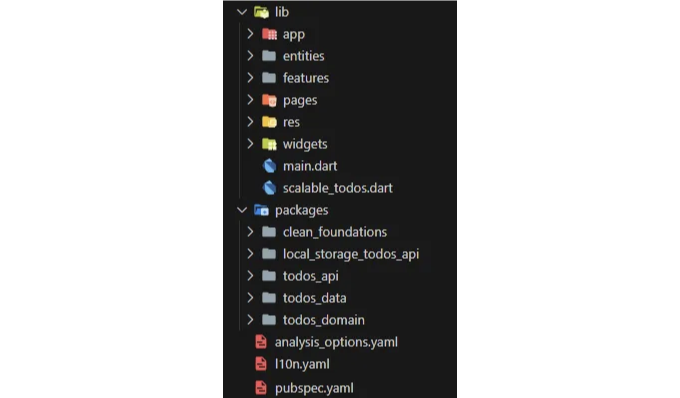 lib
app
entities
features
pages
res
widgets
main.dart
scalable_todos.dart
packages
clean_foundations
local_storage_todos_api
todos_api
todos_data
todos_domain
analysis_options.yaml
l10n.yaml
pubspec.yaml